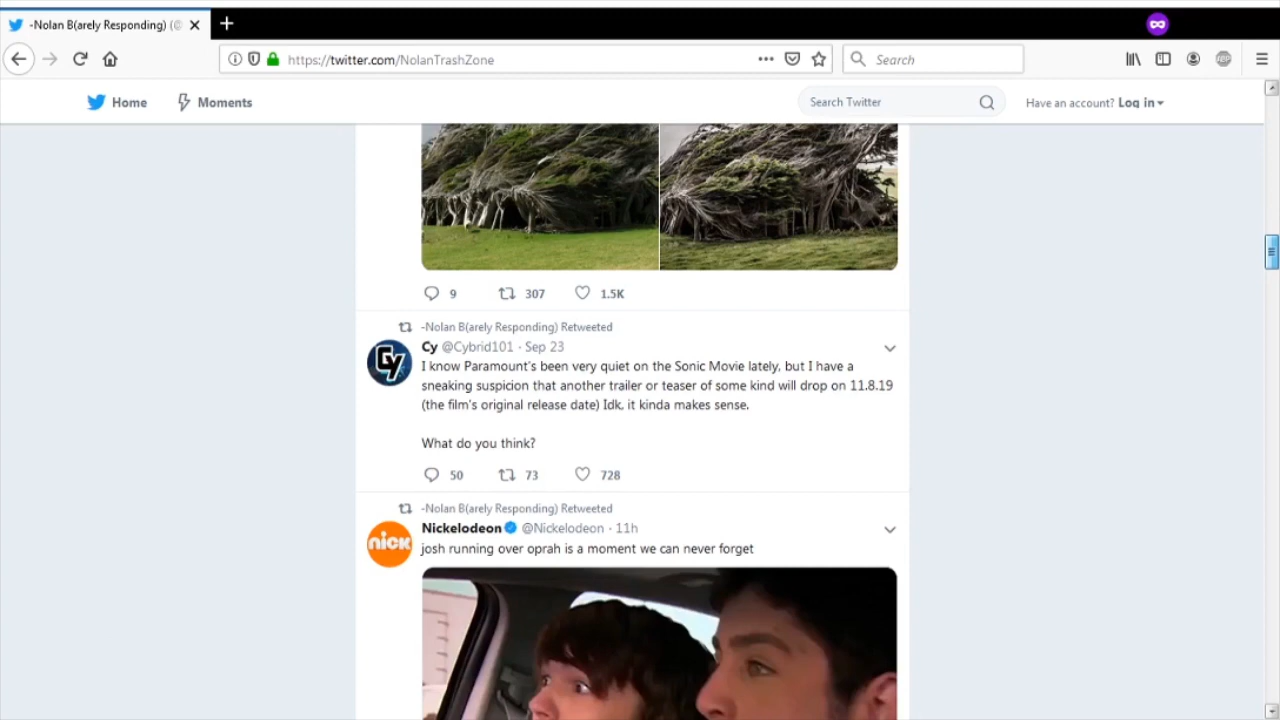 -Nolan B(arely Responding) (@
https://twitter.com/NolanTrashZone
Search
Home
Moments
Search Twitter
Have an account? Log in
9
307
1.5K
-Nolan B(arely Responding) Retweeted
Cy @Cybrid101 · Sep 23
I know Paramount's been very quiet on the Sonic Movie lately, but I have a
sneaking suspicion that another trailer or teaser of some kind will drop on 11.8.19
(the film's original release date) Idk, it kinda makes sense.
What do you think?
50
73
728
-Nolan B(arely Responding) Retweeted
Nickelodeon @Nickelodeon · 11h
josh running over oprah is a moment we can never forget
Cy
nick
ABP